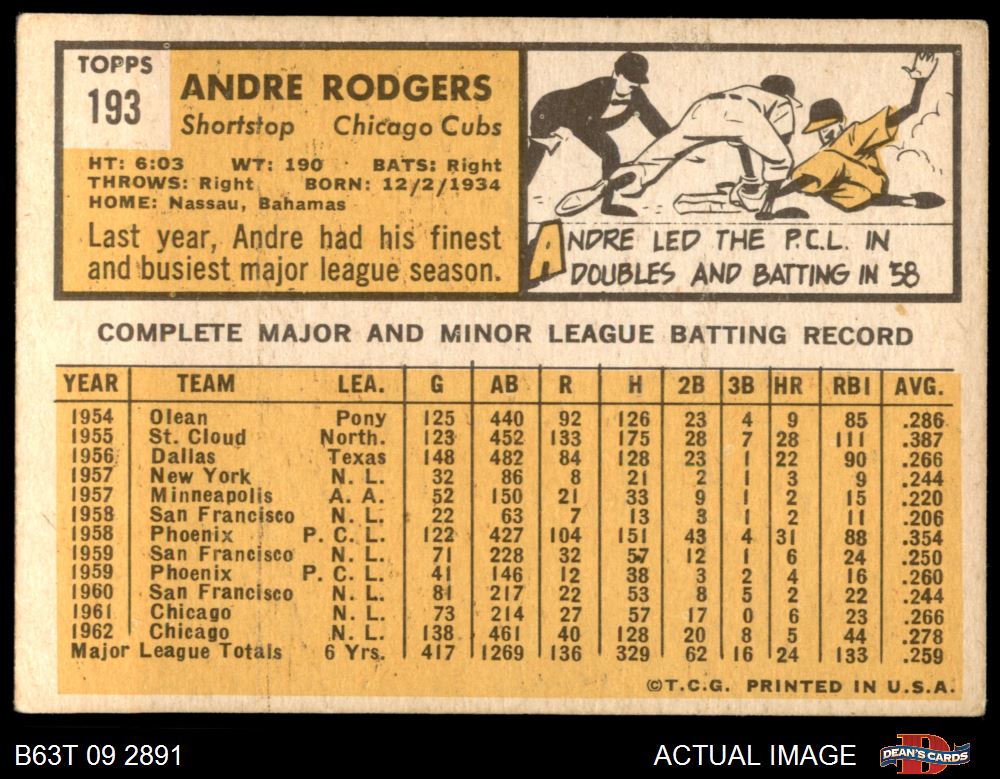 TOPPS
193
ANDRE RODGERS
Shortstop Chicago Cubs
HT: 6:03 WT: 190 BATS: Right
THROWS: Right BORN: 12/2/1934
HOME: Nassau, Bahamas
Last year, Andre had his finest
and busiest major league season.
ANDRE LED THE P.C.L. IN
DOUBLES AND BATTING IN '58
COMPLETE MAJOR AND MINOR LEAGUE BATTING RECORD
YEAR TEAM LEA. G AB R H 2B 3B HR RBI AVG.
1954 Olean Pony 125 440 92 126 23 4 9 85 .286
1955 St. Cloud North. 123 452 133 175 28 7 28 111 .387
1956 Dallas Texas 148 482 84 128 23 1 22 90 .266
1957 New York N. L. 32 86 8 21 2 1 3 9 .244
1957 Minneapolis A. A. 52 150 21 33 9 1 2 15 .220
1958 San Francisco N. L. 22 63 7 13 3 1 2 11 .206
1958 Phoenix P. C. L. 122 427 104 151 43 4 31 88 .354
1959 San Francisco N. L. 71 228 32 57 12 1 6 24 .250
1959 Phoenix P. C. L. 41 146 12 38 3 2 4 16 .260
1960 San Francisco N. L. 81 217 22 53 8 5 2 22 .244
1961 Chicago N. L. 73 214 27 57 17 0 6 23 .266
1962 Chicago N. L. 138 461 40 128 20 8 5 44 .278
Major League Totals 6 Yrs. 417 1269 136 329 62 16 24 133 .259
©T.C.G. PRINTED IN U.S.A.
B63T 09 2891 ACTUAL IMAGE DEAN'S CARDS